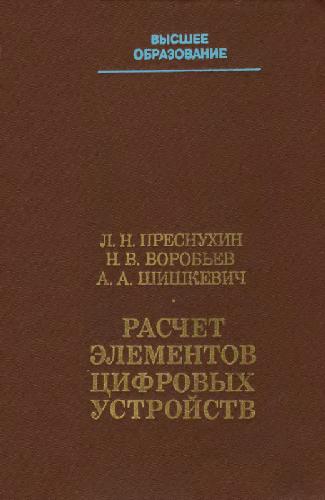 ВЫСШЕЕ
ОБРАЗОВАНИЕ
Л. Н. ПРЕСНУХИН
Н. В. ВОРОБЬЕВ
А. А. ШИШКЕВИЧ
РАСЧЕТ
ЭЛЕМЕНТОВ
ЦИФРОВЫХ
УСТРОЙСТВ